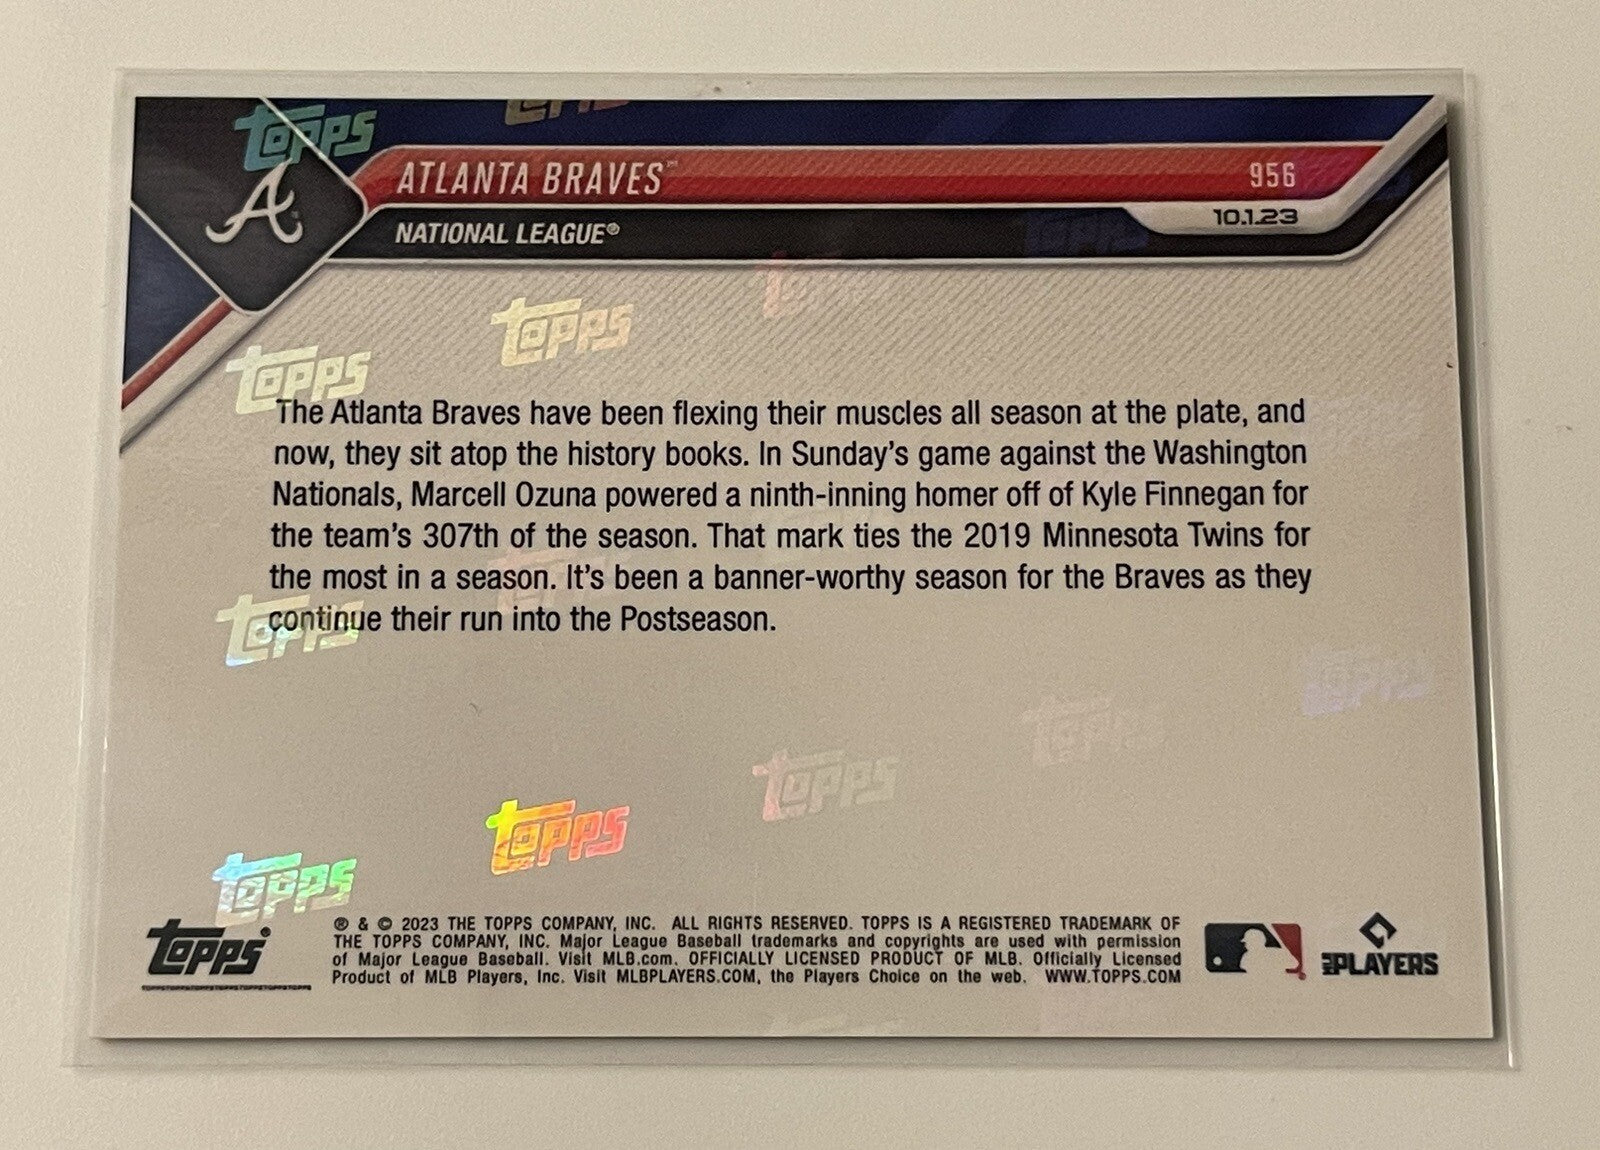 ATLANTA BRAVES™
956
NATIONAL LEAGUE®
10.1.23
A
topps
topps
topps
The Atlanta Braves have been flexing their muscles all season at the plate, and
now, they sit atop the history books. In Sunday's game against the Washington
Nationals, Marcell Ozuna powered a ninth-inning homer off of Kyle Finnegan for
the team's 307th of the season. That mark ties the 2019 Minnesota Twins for
the most in a season. It's been a banner-worthy season for the Braves as they
continue their run into the Postseason.
topps
topps
topps
topps
topps
topps
topps®
® & © 2023 THE TOPPS COMPANY, INC. ALL RIGHTS RESERVED. TOPPS IS A REGISTERED TRADEMARK OF
THE TOPPS COMPANY, INC. Major League Baseball trademarks and copyrights are used with permission
of Major League Baseball. Visit MLB.com. OFFICIALLY LICENSED PRODUCT OF MLB. Officially Licensed
Product of MLB Players, Inc. Visit MLBPLAYERS.COM, the Players Choice on the web. WWW.TOPPS.COM
MLB PLAYERS